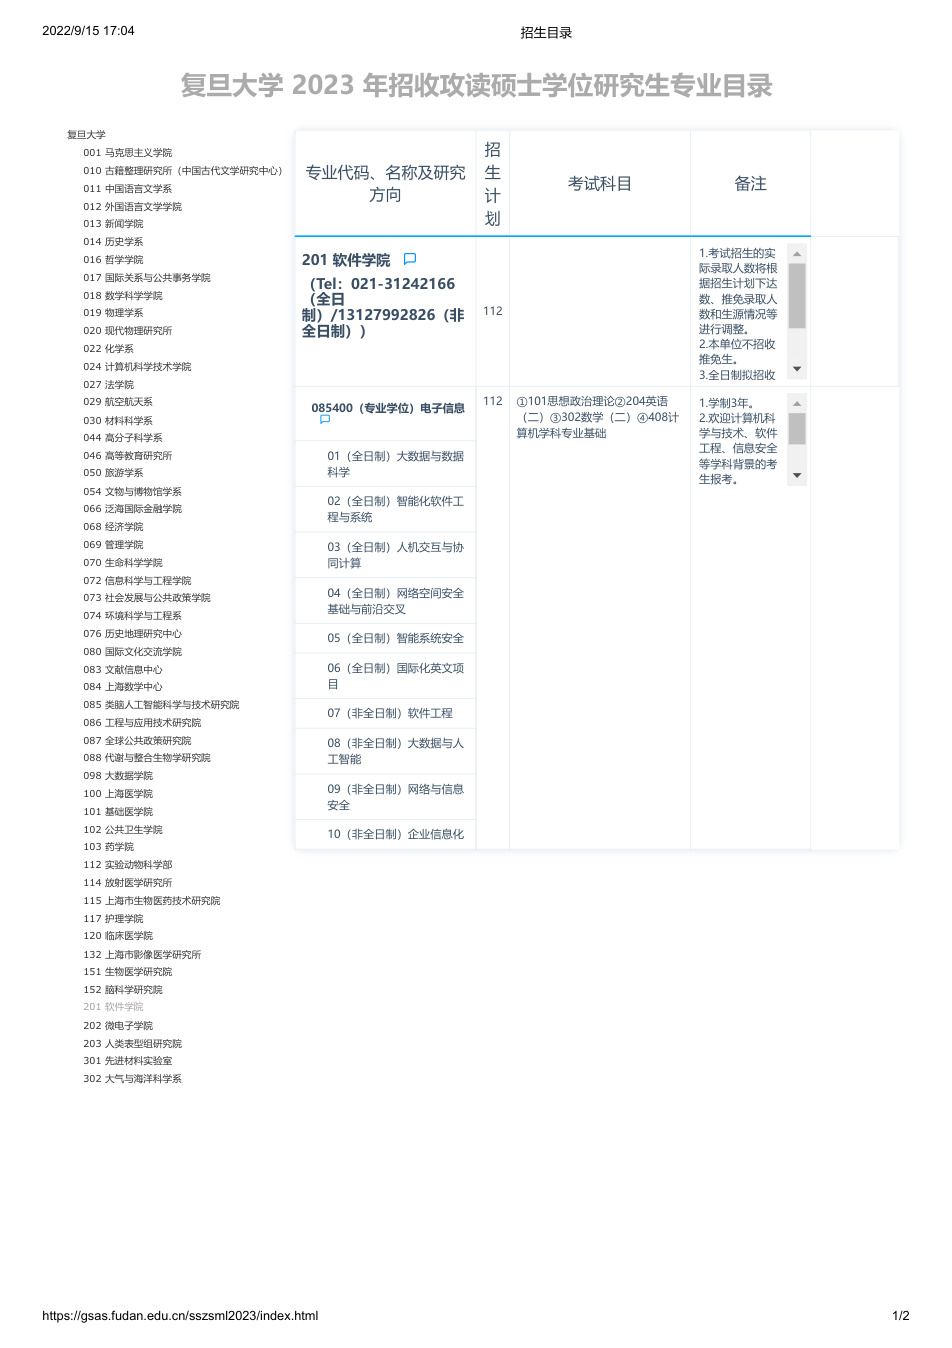 2022/9/15 17:04
招生目录
复旦大学 2023 年招收攻读硕士学位研究生专业目录
复旦大学
001 马克思主义学院
010 古籍整理研究所（中国古代文学研究中心）
011 中国语言文学系
012 外国语言文学学院
013 新闻学院
014 历史学系
016 哲学学院
017 国际关系与公共事务学院
018 数学科学学院
019 物理学系
020 现代物理研究所
022 化学系
024 计算机科学技术学院
027 法学院
029 航空航天系
030 材料科学系
044 高分子科学系
046 高等教育研究所
050 旅游学系
054 文物与博物馆学系
066 泛海国际金融学院
068 经济学院
069 管理学院
070 生命科学学院
072 信息科学与工程学院
073 社会发展与公共政策学院
074 环境科学与工程系
076 历史地理研究中心
080 国际文化交流学院
083 文献信息中心
084 上海数学中心
085 类脑人工智能科学与技术研究院
086 工程与应用技术研究院
087 全球公共政策研究院
088 代谢与整合生物学研究院
098 大数据学院
100 上海医学院
101 基础医学院
102 公共卫生学院
103 药学院
112 实验动物科学部
114 放射医学研究所
115 上海市生物医药技术研究院
117 护理学院
120 临床医学院
132 上海市影像医学研究所
151 生物医学研究院
152 脑科学研究院
201 软件学院
202 微电子学院
203 人类表型组研究院
301 先进材料实验室
302 大气与海洋科学系
专业代码、名称及研究
方向
招
生
计
划
考试科目
备注
201 软件学院
（Tel：021-31242166
（全日
制）/13127992826（非
全日制））
112
1.考试招生的实
际录取人数将根
据招生计划下达
数、推免录取人
数和生源情况等
进行调整。
2.本单位不招收
推免生。
3.全日制拟招收
085400（专业学位）电子信息
112
①101思想政治理论②204英语
（二）③302数学（二）④408计
算机学科专业基础
1.学制3年。
2.欢迎计算机科
学与技术、软件
工程、信息安全
等学科背景的考
生报考。
01（全日制）大数据与数据
科学
02（全日制）智能化软件工
程与系统
03（全日制）人机交互与协
同计算
04（全日制）网络空间安全
基础与前沿交叉
05（全日制）智能系统安全
06（全日制）国际化英文项
目
07（非全日制）软件工程
08（非全日制）大数据与人
工智能
09（非全日制）网络与信息
安全
10（非全日制）企业信息化
https://gsas.fudan.edu.cn/sszsml2023/index.html
1/2